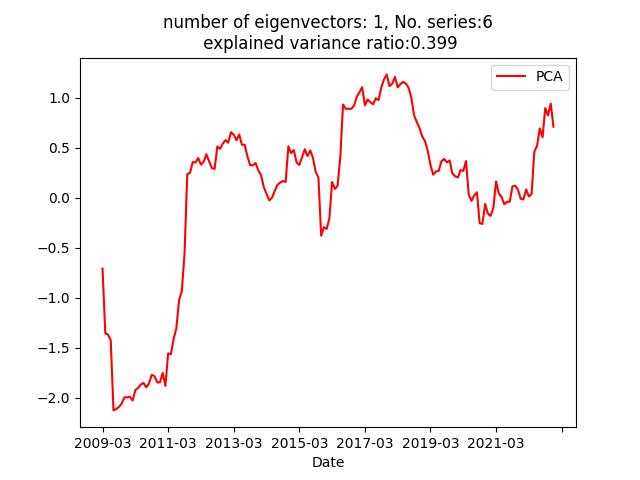 number of eigenvectors: 1, No. series:6
explained variance ratio:0.399
PCA
1.0
0.5
0.0
−0.5
−1.0
−1.5
−2.0
2009-03 2011-03 2013-03 2015-03 2017-03 2019-03 2021-03
Date